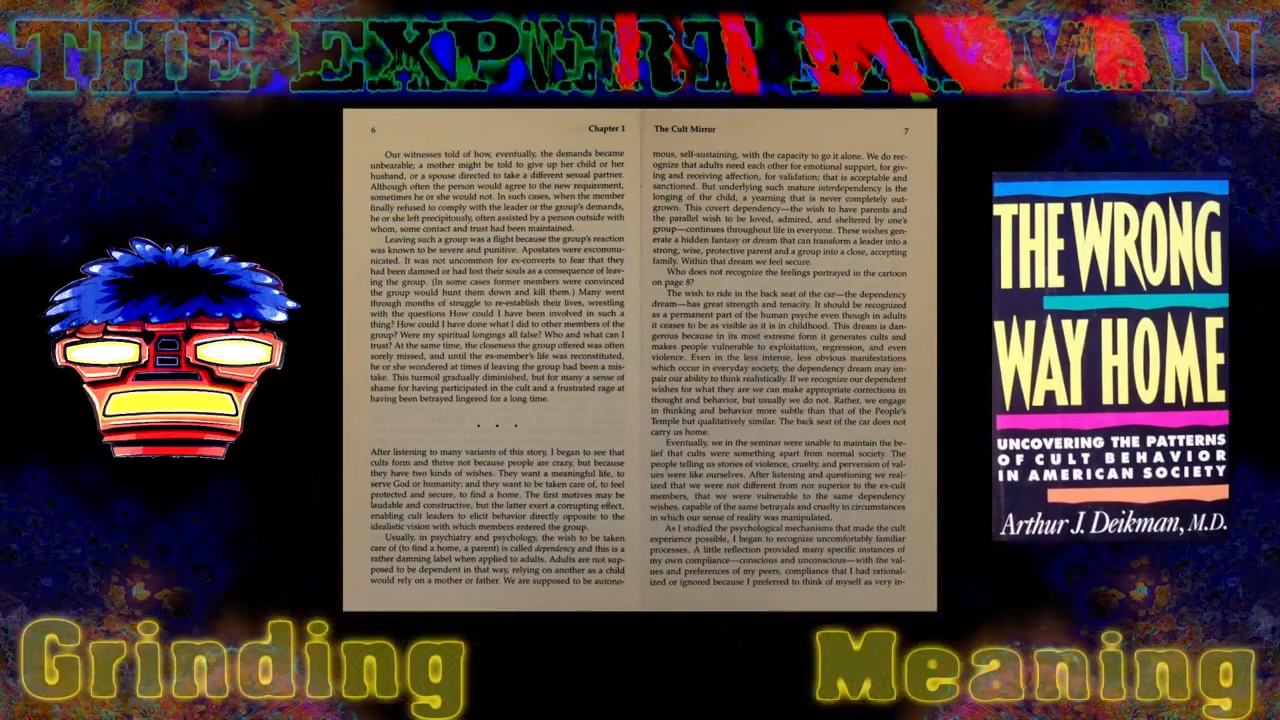 THE EXPERT LAYMAN
6 Chapter 1
Our witnesses told of how, eventually, the demands became
unbearable; a mother might be told to give up her child or her
husband, or a spouse directed to take a different sexual partner.
Although often the person would agree to the new requirement,
sometimes he or she would not. In such cases, when the member
finally refused to comply with the leader or the group's demands,
he or she left precipitously, often assisted by a person outside with
whom, some contact and trust had been maintained.
Leaving such a group was a flight because the group's reaction
was known to be severe and punitive. Apostates were excommu-
nicated. It was not uncommon for ex-converts to fear that they
had been damned or had lost their souls as a consequence of leav-
ing the group. (In some cases former members were convinced
the group would hunt them down and kill them.) Many went
through months of struggle to re-establish their lives, wrestling
with the questions How could I have been involved in such a
thing? How could I have done what I did to other members of the
group? Were my spiritual longings all false? Who and what can I
trust? At the same time, the closeness the group offered was often
sorely missed, and until the ex-member's life was reconstituted,
he or she wondered at times if leaving the group had been a mis-
take. This turmoil gradually diminished, but for many a sense of
shame for having participated in the cult and a frustrated rage at
having been betrayed lingered for a long time.
• • •
After listening to many variants of this story, I began to see that
cults form and thrive not because people are crazy, but because
they have two kinds of wishes. They want a meaningful life, to
serve God or humanity; and they want to be taken care of, to feel
protected and secure, to find a home. The first motives may be
laudable and constructive, but the latter exert a corrupting effect,
enabling cult leaders to elicit behavior directly opposite to the
idealistic vision with which members entered the group.
Usually, in psychiatry and psychology, the wish to be taken
care of (to find a home, a parent) is called dependency and this is a
rather damning label when applied to adults. Adults are not sup-
posed to be dependent in that way, relying on another as a child
would rely on a mother or father. We are supposed to be autono-
The Cult Mirror 7
mous, self-sustaining, with the capacity to go it alone. We do rec-
ognize that adults need each other for emotional support, for giv-
ing and receiving affection, for validation; that is acceptable and
sanctioned. But underlying such mature interdependency is the
longing of the child, a yearning that is never completely out-
grown. This covert dependency—the wish to have parents and
the parallel wish to be loved, admired, and sheltered by one's
group—continues throughout life in everyone. These wishes gen-
erate a hidden fantasy or dream that can transform a leader into a
strong, wise, protective parent and a group into a close, accepting
family. Within that dream we feel secure.
Who does not recognize the feelings portrayed in the cartoon
on page 8?
The wish to ride in the back seat of the car—the dependency
dream—has great strength and tenacity. It should be recognized
as a permanent part of the human psyche even though in adults
it ceases to be as visible as it is in childhood. This dream is dan-
gerous because in its most extreme form it generates cults and
makes people vulnerable to exploitation, regression, and even
violence. Even in the less intense, less obvious manifestations
which occur in everyday society, the dependency dream may im-
pair our ability to think realistically. If we recognize our dependent
wishes for what they are we can make appropriate corrections in
thought and behavior, but usually we do not. Rather, we engage
in thinking and behavior more subtle than that of the People's
Temple but qualitatively similar. The back seat of the car does not
carry us home.
Eventually, we in the seminar were unable to maintain the be-
lief that cults were something apart from normal society. The
people telling us stories of violence, cruelty, and perversion of val-
ues were like ourselves. After listening and questioning we real-
ized that we were not different from nor superior to the ex-cult
members, that we were vulnerable to the same dependency
wishes, capable of the same betrayals and cruelty in circumstances
in which our sense of reality was manipulated.
As I studied the psychological mechanisms that made the cult
experience possible, I began to recognize uncomfortably familiar
processes. A little reflection provided many specific instances of
my own compliance—conscious and unconscious—with the val-
ues and preferences of my peers, compliance that I had rational-
ized or ignored because I preferred to think of myself as very in-
THE WRONG
WAY HOME
UNCOVERING THE PATTERNS
OF CULT BEHAVIOR
IN AMERICAN SOCIETY
Arthur J. Deikman, M.D.
Grinding
Meaning